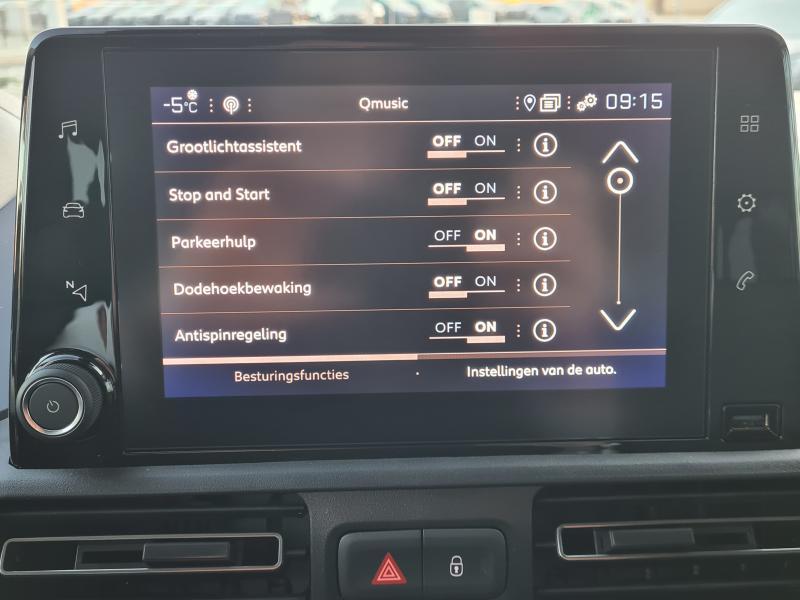 -5°C Qmusic 09:15
Grootlichtassistent OFF ON
Stop and Start OFF ON
Parkeerhulp OFF ON
Dodehoekbewaking OFF ON
Antispinregeling OFF ON
Besturingsfuncties Instellingen van de auto.
N